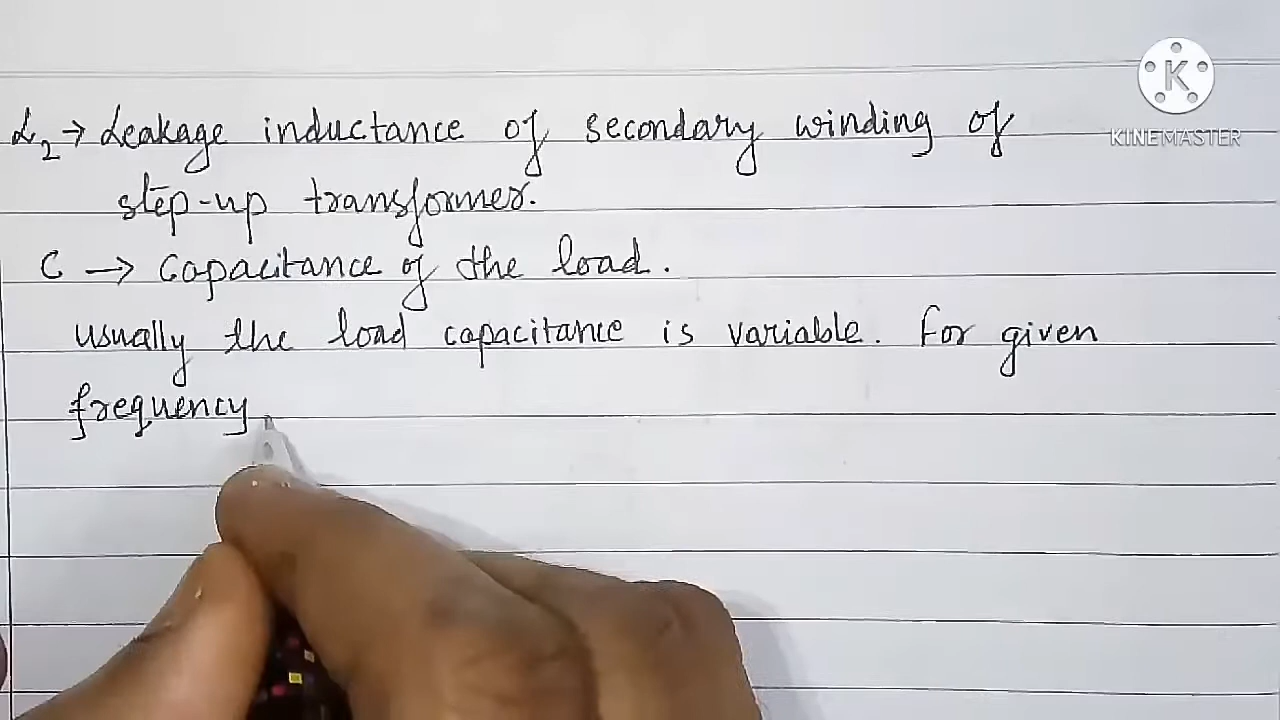 L2 → Leakage inductance of secondary winding of
step-up transformer.
C → Capacitance of the load.
usually the load capacitance is variable. For given
frequency,
K
KINEMASTER